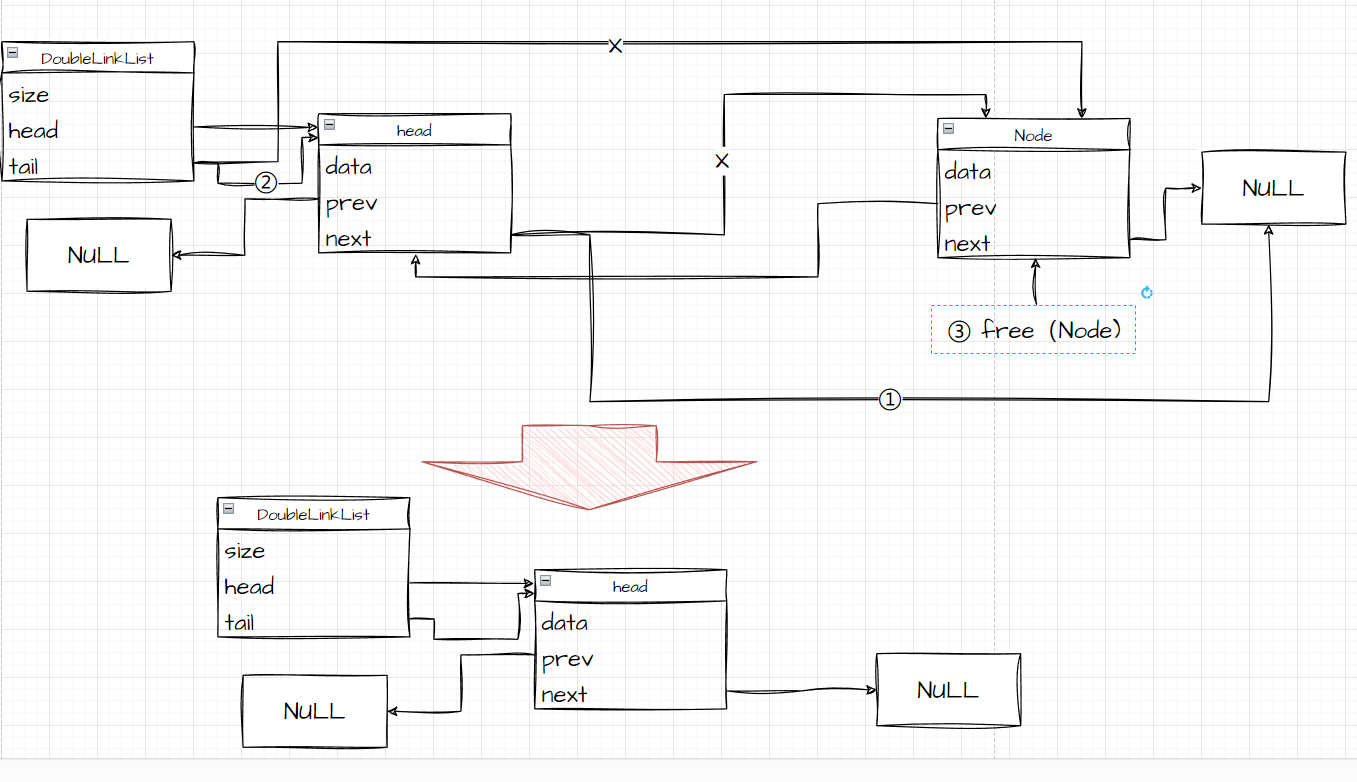 DoubleLinkList
size
head
tail
X
②
head
data
prev
next
NULL
X
Node
data
prev
next
NULL
③ free (Node)
①
DoubleLinkList
size
head
tail
head
data
prev
next
NULL
NULL